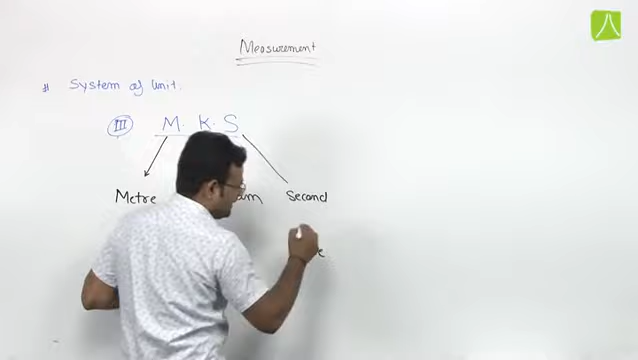 Measurement
# System of Unit.
III M. K. S
Metre Second